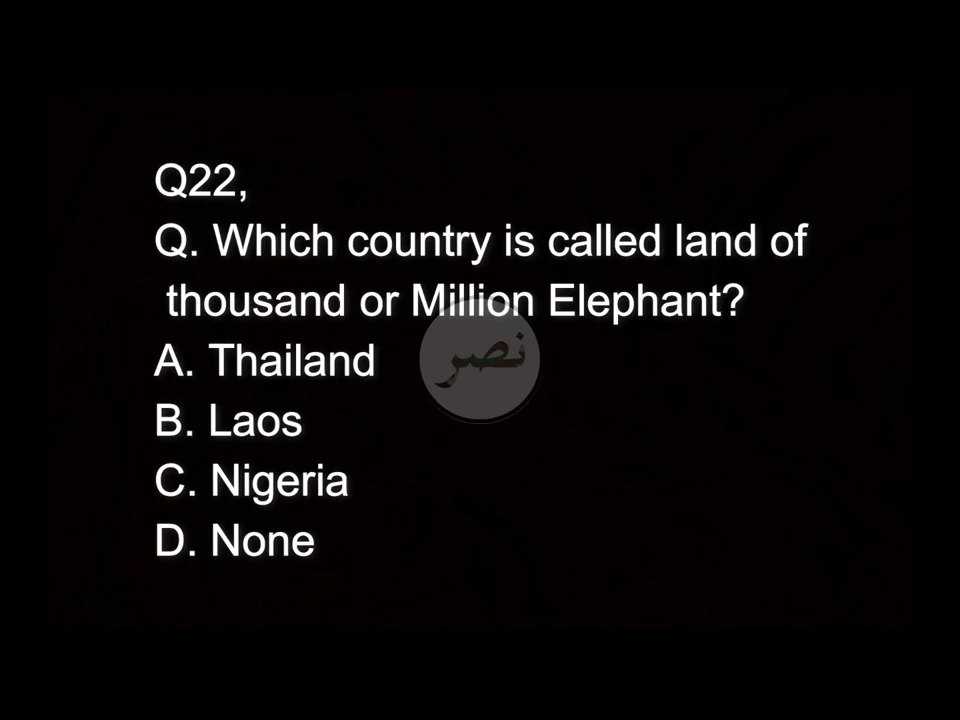 Q22,
Q. Which country is called land of
thousand or Million Elephant?
نصر
A. Thailand
B. Laos
C. Nigeria
D. None